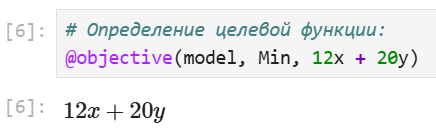 [6]: # Определение целевой функции:
@objective(model, Min, 12x + 20y)
[6]: 12x + 20y